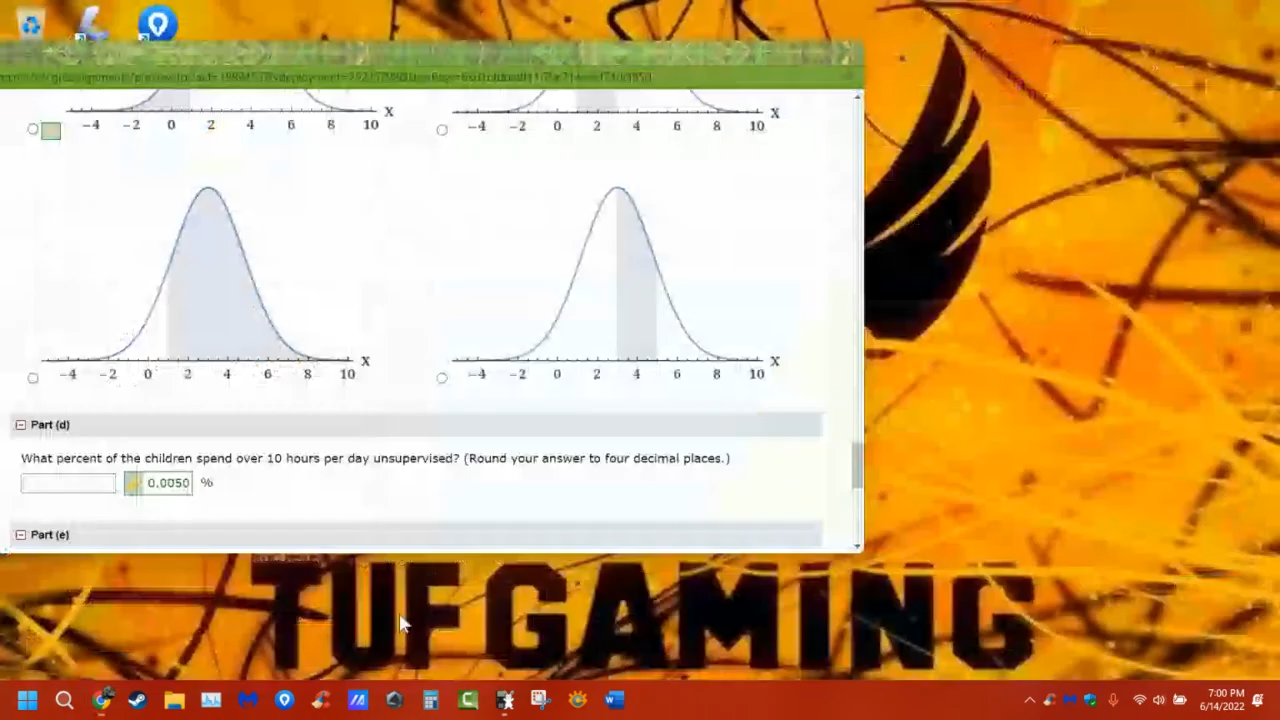 X X
-4 -2 0 2 4 6 8 10 -4 -2 0 2 4 6 8 10
X X
-4 -2 0 2 4 6 8 10 -4 -2 0 2 4 6 8 10
Part (d)
What percent of the children spend over 10 hours per day unsupervised? (Round your answer to four decimal places.)
0.0050 %
Part (e)
TUF GAMING
7:00 PM
6/14/2022